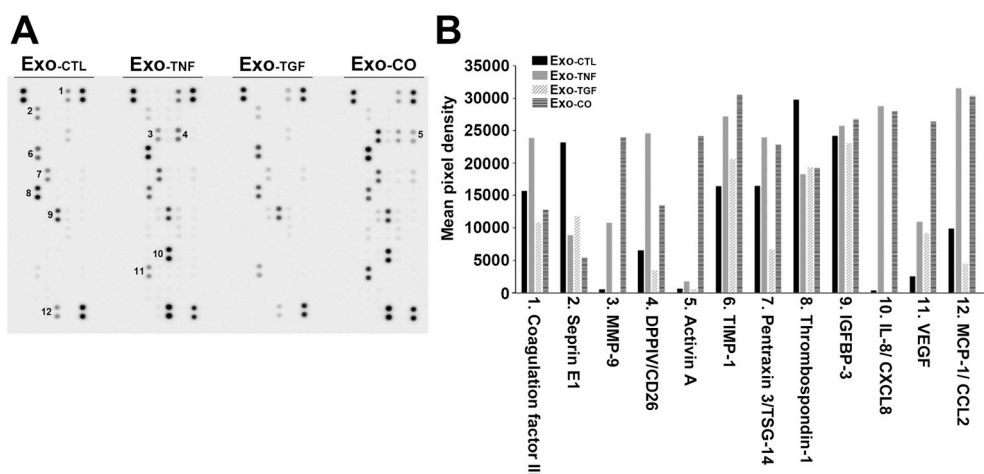 A
Exo-CTL Exo-TNF Exo-TGF Exo-CO
1
2
3 4 5
6
7
8
9
10
11
12
B
Exo-CTL
Exo-TNF
Exo-TGF
Exo-CO
Mean pixel density
35000
30000
25000
20000
15000
10000
5000
0
1. Coagulation factor II
2. Seprin E1
3. MMP-9
4. DPPIV/CD26
5. Activin A
6. TIMP-1
7. Pentraxin 3/TSG-14
8. Thrombospondin-1
9. IGFBP-3
10. IL-8/ CXCL8
11. VEGF
12. MCP-1/ CCL2